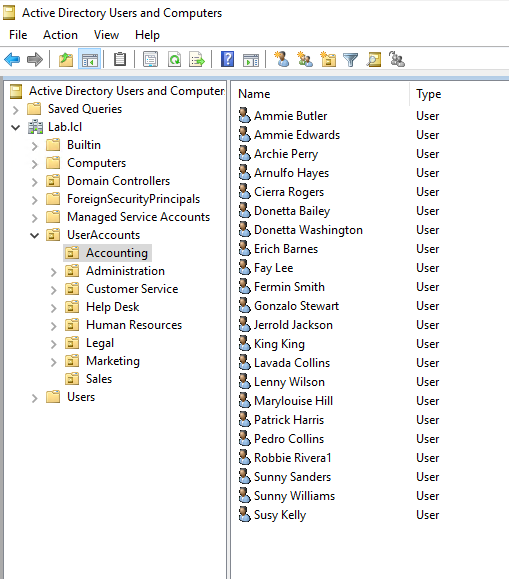 Active Directory Users and Computers
File Action View Help
Active Directory Users and Computer
Saved Queries
Lab.lcl
Builtin
Computers
Domain Controllers
ForeignSecurityPrincipals
Managed Service Accounts
UserAccounts
Accounting
Administration
Customer Service
Help Desk
Human Resources
Legal
Marketing
Sales
Users
Name Type
Ammie Butler User
Ammie Edwards User
Archie Perry User
Arnulfo Hayes User
Cierra Rogers User
Donetta Bailey User
Donetta Washington User
Erich Barnes User
Fay Lee User
Fermin Smith User
Gonzalo Stewart User
Jerrold Jackson User
King King User
Lavada Collins User
Lenny Wilson User
Marylouise Hill User
Patrick Harris User
Pedro Collins User
Robbie Rivera1 User
Sunny Sanders User
Sunny Williams User
Susy Kelly User